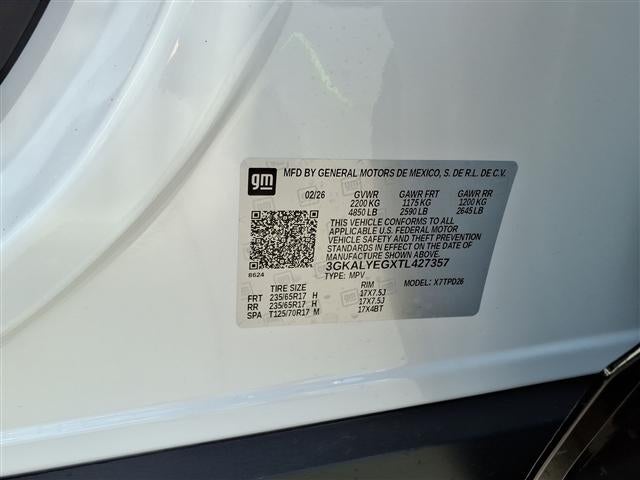 gm MFD BY GENERAL MOTORS DE MEXICO, S. DE R.L. DE C.V.
02/26 GVWR GAWR FRT GAWR RR
2200 KG 1175 KG 1200 KG
4850 LB 2590 LB 2645 LB
THIS VEHICLE CONFORMS TO ALL
APPLICABLE U.S. FEDERAL MOTOR
VEHICLE SAFETY AND THEFT PREVENTION
STANDARDS IN EFFECT ON THE DATE OF
MANUFACTURE SHOWN ABOVE.
3GKALYEGXTL427357
8624 TYPE: MPV X7TPD26
TIRE SIZE RIM
FRT 235/65R17 H 17X7.5J
RR 235/65R17 H 17X7.5J
SPA T125/70R17 M 17X4BT